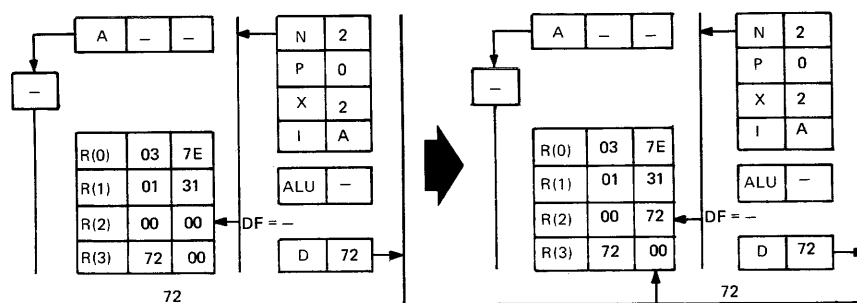 A – –
N 2
–
P 0
X 2
I A
R(0) 03 7E
R(1) 01 31
ALU –
R(2) 00 00
DF = –
R(3) 72 00
D 72
72
A – –
N 2
–
P 0
X 2
I A
R(0) 03 7E
R(1) 01 31
ALU –
R(2) 00 72
DF = –
R(3) 72 00
D 72
72